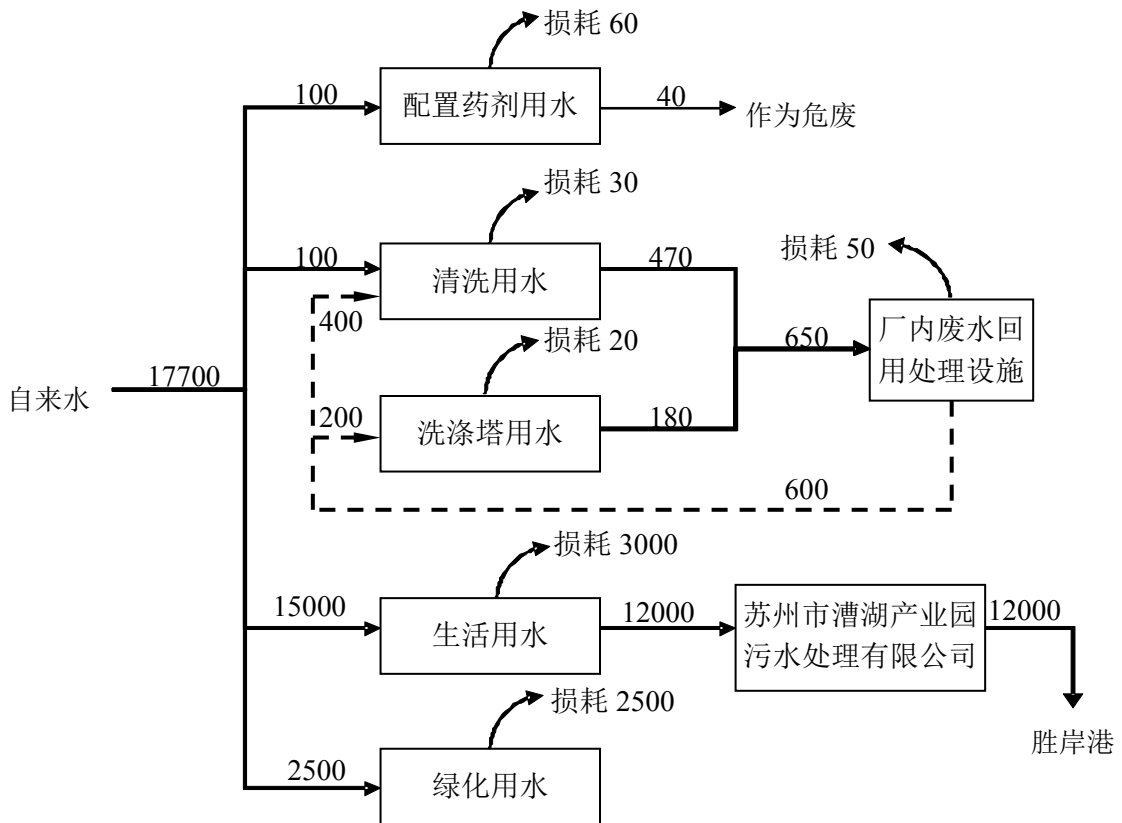 损耗 60
100
配置药剂用水
40
作为危废
损耗 30
100
清洗用水
470
损耗 50
400
厂内废水回
用处理设施
损耗 20
650
自来水
17700
200
洗涤塔用水
180
600
损耗 3000
15000
生活用水
12000
苏州市漕湖产业园
污水处理有限公司
12000
损耗 2500
胜岸港
2500
绿化用水